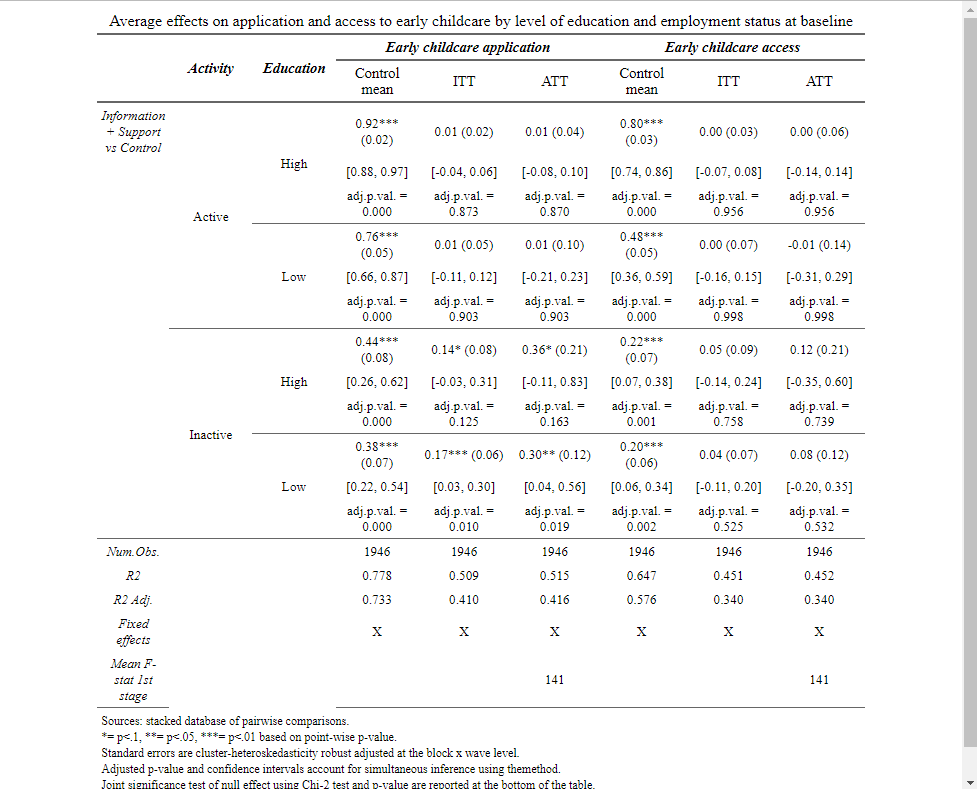 Average effects on application and access to early childcare by level of education and employment status at baseline
Early childcare application Early childcare access
Activity Education Control mean ITT ATT Control mean ITT ATT
Information + Support vs Control
Active
High
0.92*** (0.02) 0.01 (0.02) 0.01 (0.04) 0.80*** (0.03) 0.00 (0.03) 0.00 (0.06)
[0.88, 0.97] [-0.04, 0.06] [-0.08, 0.10] [0.74, 0.86] [-0.07, 0.08] [-0.14, 0.14]
adj.p.val. = 0.000 adj.p.val. = 0.873 adj.p.val. = 0.870 adj.p.val. = 0.000 adj.p.val. = 0.956 adj.p.val. = 0.956
Low
0.76*** (0.05) 0.01 (0.05) 0.01 (0.10) 0.48*** (0.05) 0.00 (0.07) -0.01 (0.14)
[0.66, 0.87] [-0.11, 0.12] [-0.21, 0.23] [0.36, 0.59] [-0.16, 0.15] [-0.31, 0.29]
adj.p.val. = 0.000 adj.p.val. = 0.903 adj.p.val. = 0.903 adj.p.val. = 0.000 adj.p.val. = 0.998 adj.p.val. = 0.998
Inactive
High
0.44*** (0.08) 0.14* (0.08) 0.36* (0.21) 0.22*** (0.07) 0.05 (0.09) 0.12 (0.21)
[0.26, 0.62] [-0.03, 0.31] [-0.11, 0.83] [0.07, 0.38] [-0.14, 0.24] [-0.35, 0.60]
adj.p.val. = 0.000 adj.p.val. = 0.125 adj.p.val. = 0.163 adj.p.val. = 0.001 adj.p.val. = 0.758 adj.p.val. = 0.739
Low
0.38*** (0.07) 0.17*** (0.06) 0.30** (0.12) 0.20*** (0.06) 0.04 (0.07) 0.08 (0.12)
[0.22, 0.54] [0.03, 0.30] [0.04, 0.56] [0.06, 0.34] [-0.11, 0.20] [-0.20, 0.35]
adj.p.val. = 0.000 adj.p.val. = 0.010 adj.p.val. = 0.019 adj.p.val. = 0.002 adj.p.val. = 0.525 adj.p.val. = 0.532
Num.Obs. 1946 1946 1946 1946 1946 1946
R2 0.778 0.509 0.515 0.647 0.451 0.452
R2 Adj. 0.733 0.410 0.416 0.576 0.340 0.340
Fixed effects X X X X X X
Mean F-stat 1st stage 141 141
Sources: stacked database of pairwise comparisons.
*= p<.1, **= p<.05, ***= p<.01 based on point-wise p-value.
Standard errors are cluster-heteroskedasticity robust adjusted at the block x wave level.
Adjusted p-value and confidence intervals account for simultaneous inference using themethod.
Joint significance test of null effect using Chi-2 test and p-value are reported at the bottom of the table.